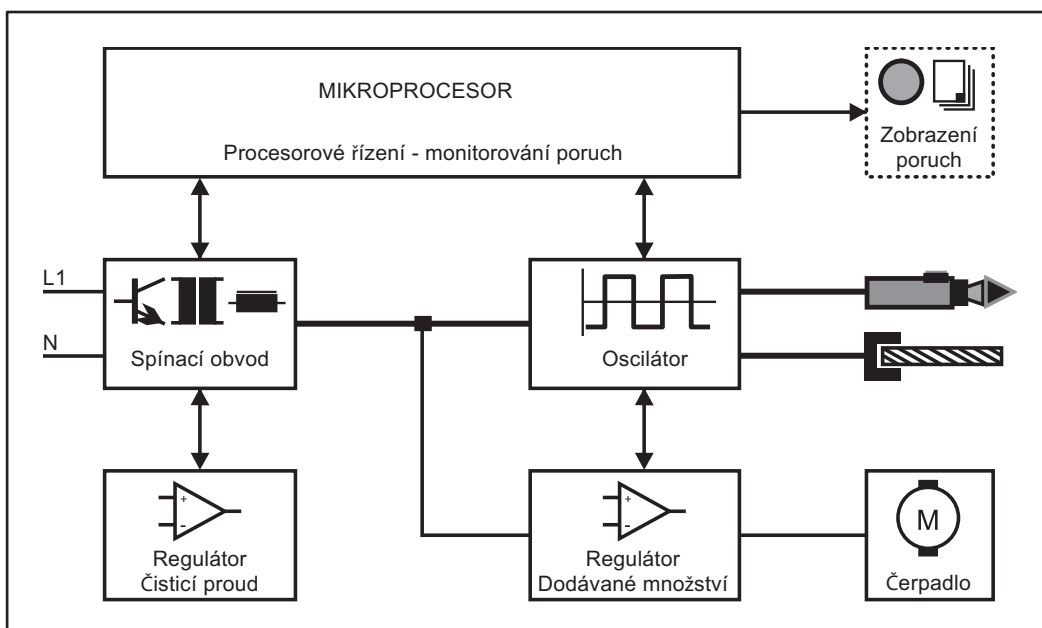 MIKROPROCESOR
Procesorové řízení - monitorování poruch
Zobrazení
poruch
L1
N
Spínací obvod
Oscilátor
+
-
Regulátor
Čisticí proud
+
-
Regulátor
Dodávané množství
M
Čerpadlo